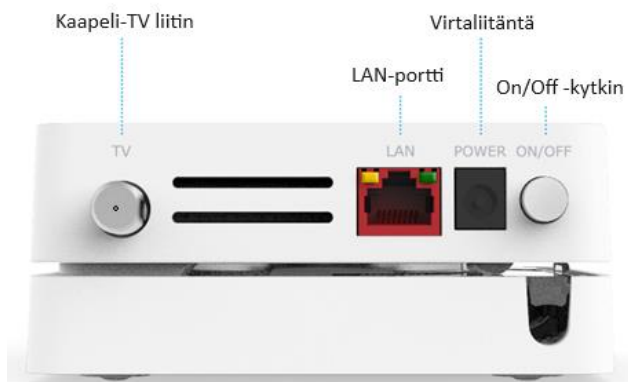 Kaapeli-TV liitin
Virtaliitäntä
LAN-portti
On/Off -kytkin
TV
LAN
POWER
ON/OFF